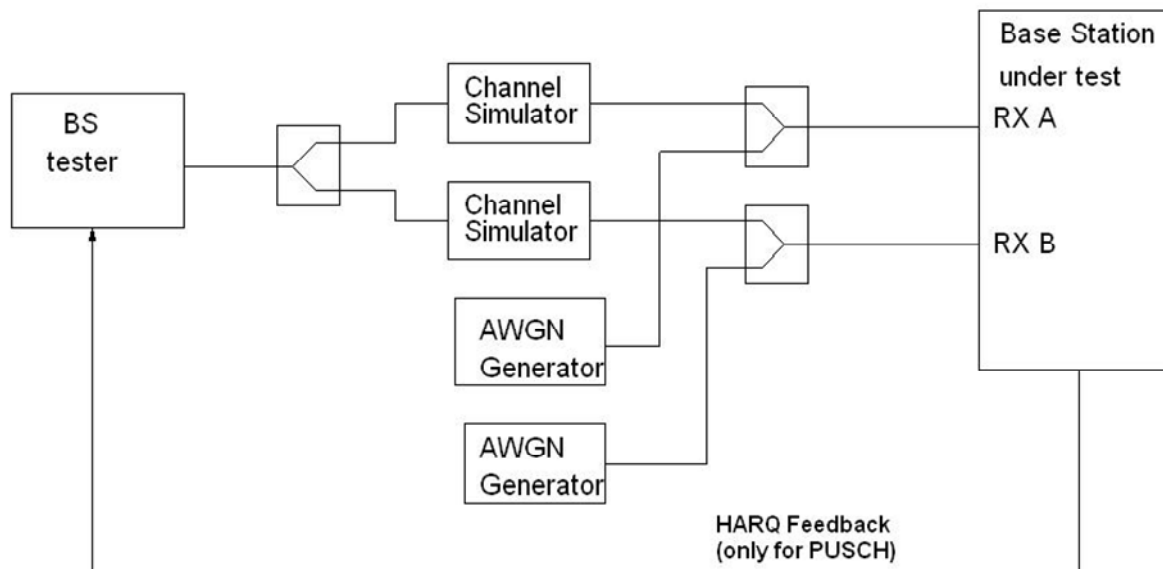 BS
tester
Channel
Simulator
Channel
Simulator
AWGN
Generator
AWGN
Generator
Base Station
under test
RX A
RX B
HARQ Feedback
(only for PUSCH)